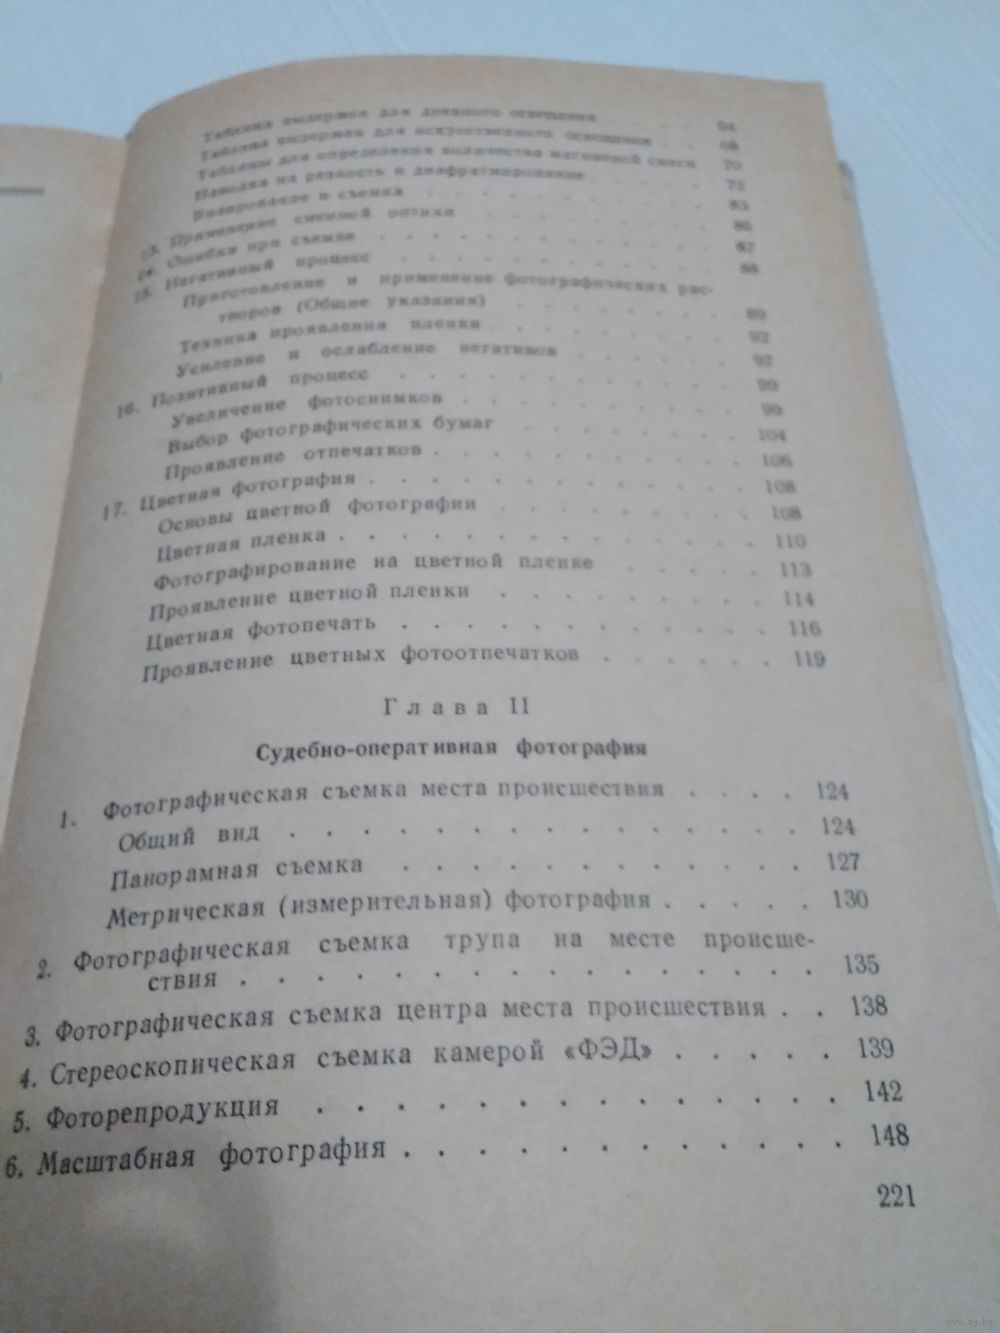 Таблица выдержек для дневного освещения . . . . 64
Таблица выдержек для искусственного освещения . . 68
Таблицы для определения количества магниевой смеси 70
Наводка на резкость и диафрагмирование . . . . . 73
Визирование и съемка . . . . . . . . . 83
13. Применение сменной оптики . . . . . . . 86
14. Ошибки при съемке . . . . . . . . . 87
15. Негативный процесс . . . . . . . . . 88
Приготовление и применение фотографических рас-
творов (Общие указания) . . . . . . . 89
Техника проявления пленки . . . . . . . 92
Усиление и ослабление негативов . . . . . 97
16. Позитивный процесс . . . . . . . . . 99
Увеличение фотоснимков . . . . . . . . 99
Выбор фотографических бумаг . . . . . . 104
Проявление отпечатков . . . . . . . . . 106
17. Цветная фотография . . . . . . . . . . 108
Основы цветной фотографии . . . . . . . 108
Цветная пленка . . . . . . . . . . . 110
Фотографирование на цветной пленке . . . . 113
Проявление цветной пленки . . . . . . . 114
Цветная фотопечать . . . . . . . . . . 116
Проявление цветных фотоотпечатков . . . . . 119
Глава II
Судебно-оперативная фотография
1. Фотографическая съемка места происшествия . . . . 124
Общий вид . . . . . . . . . . . . . 124
Панорамная съемка . . . . . . . . . . 127
Метрическая (измерительная) фотография . . . . . 130
2. Фотографическая съемка трупа на месте происше-
ствия . . . . . . . . . . . . . . . 135
3. Фотографическая съемка центра места происшествия . . 138
4. Стереоскопическая съемка камерой «ФЭД» . . . . . 139
5. Фоторепродукция . . . . . . . . . . . . . 142
6. Масштабная фотография . . . . . . . . . . . 148
221
www.ay.by